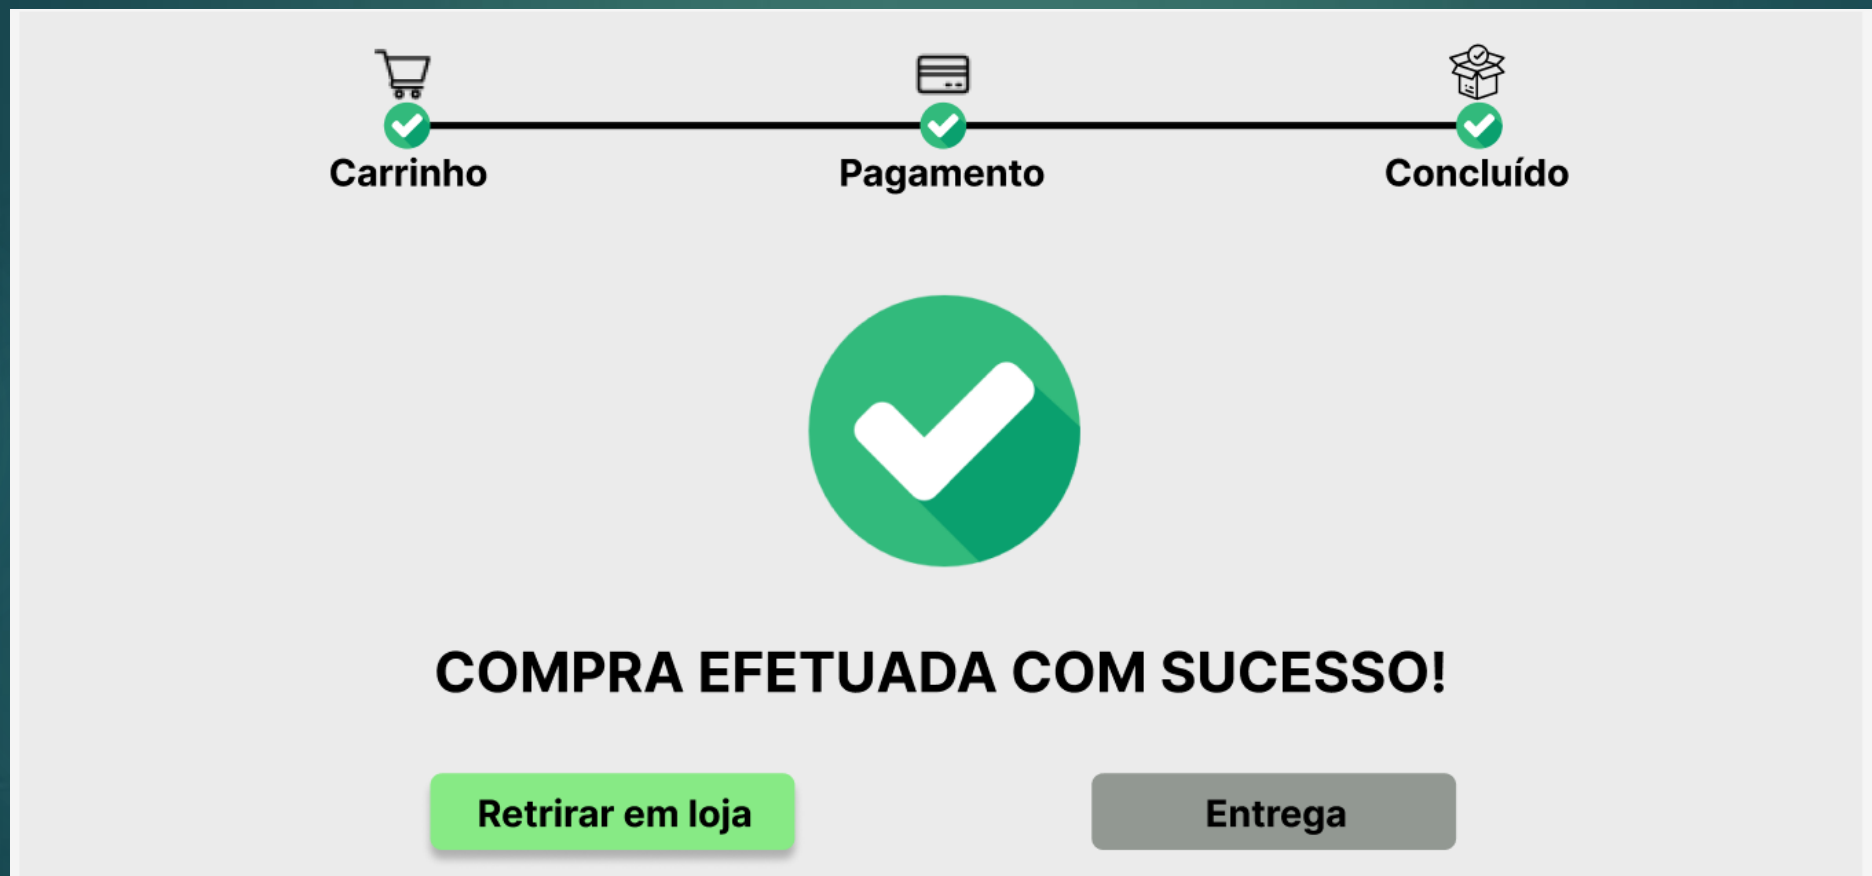 Carrinho Pagamento Concluído
COMPRA EFETUADA COM SUCESSO!
Retrirar em loja Entrega